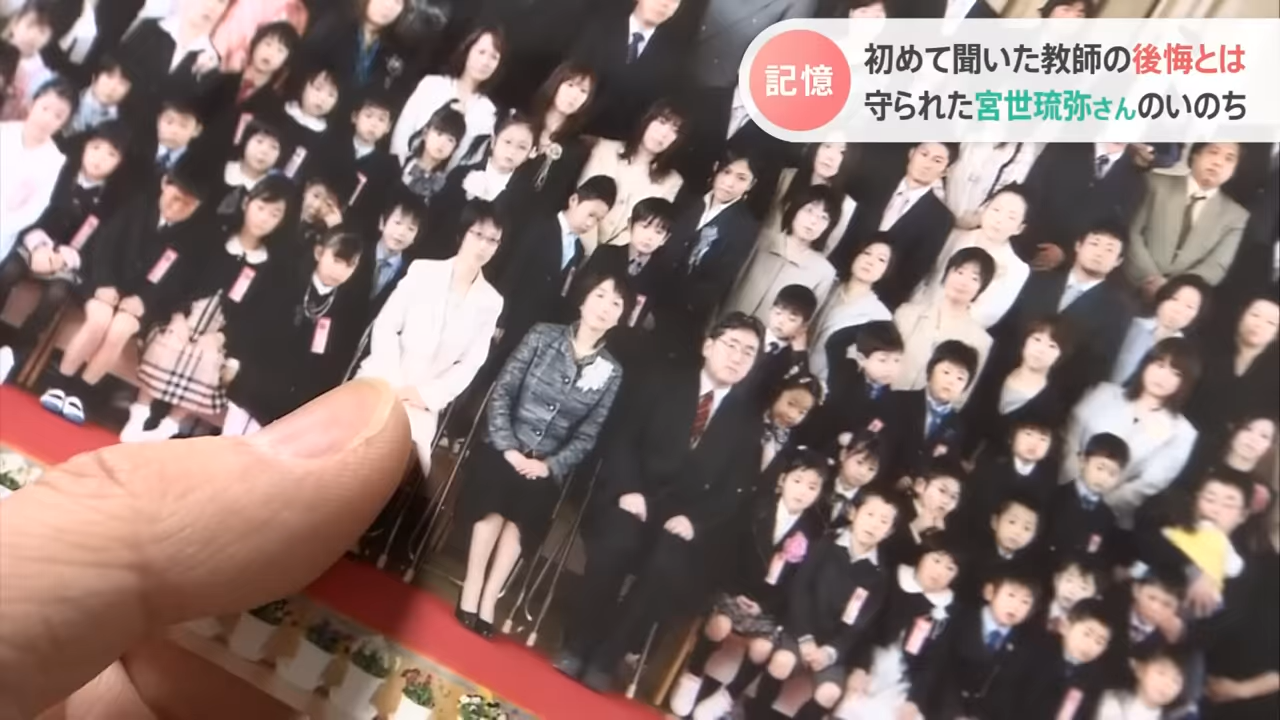 記憶
初めて聞いた教師の後悔とは
守られた宮世琉弥さんのいのち